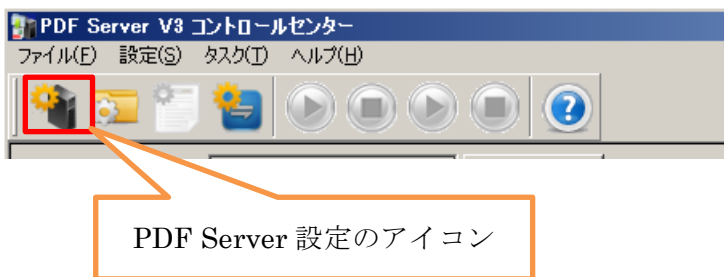 PDF Server V3 コントロールセンター
ファイル(F) 設定(S) タスク(T) ヘルプ(H)
?
PDF Server 設定のアイコン